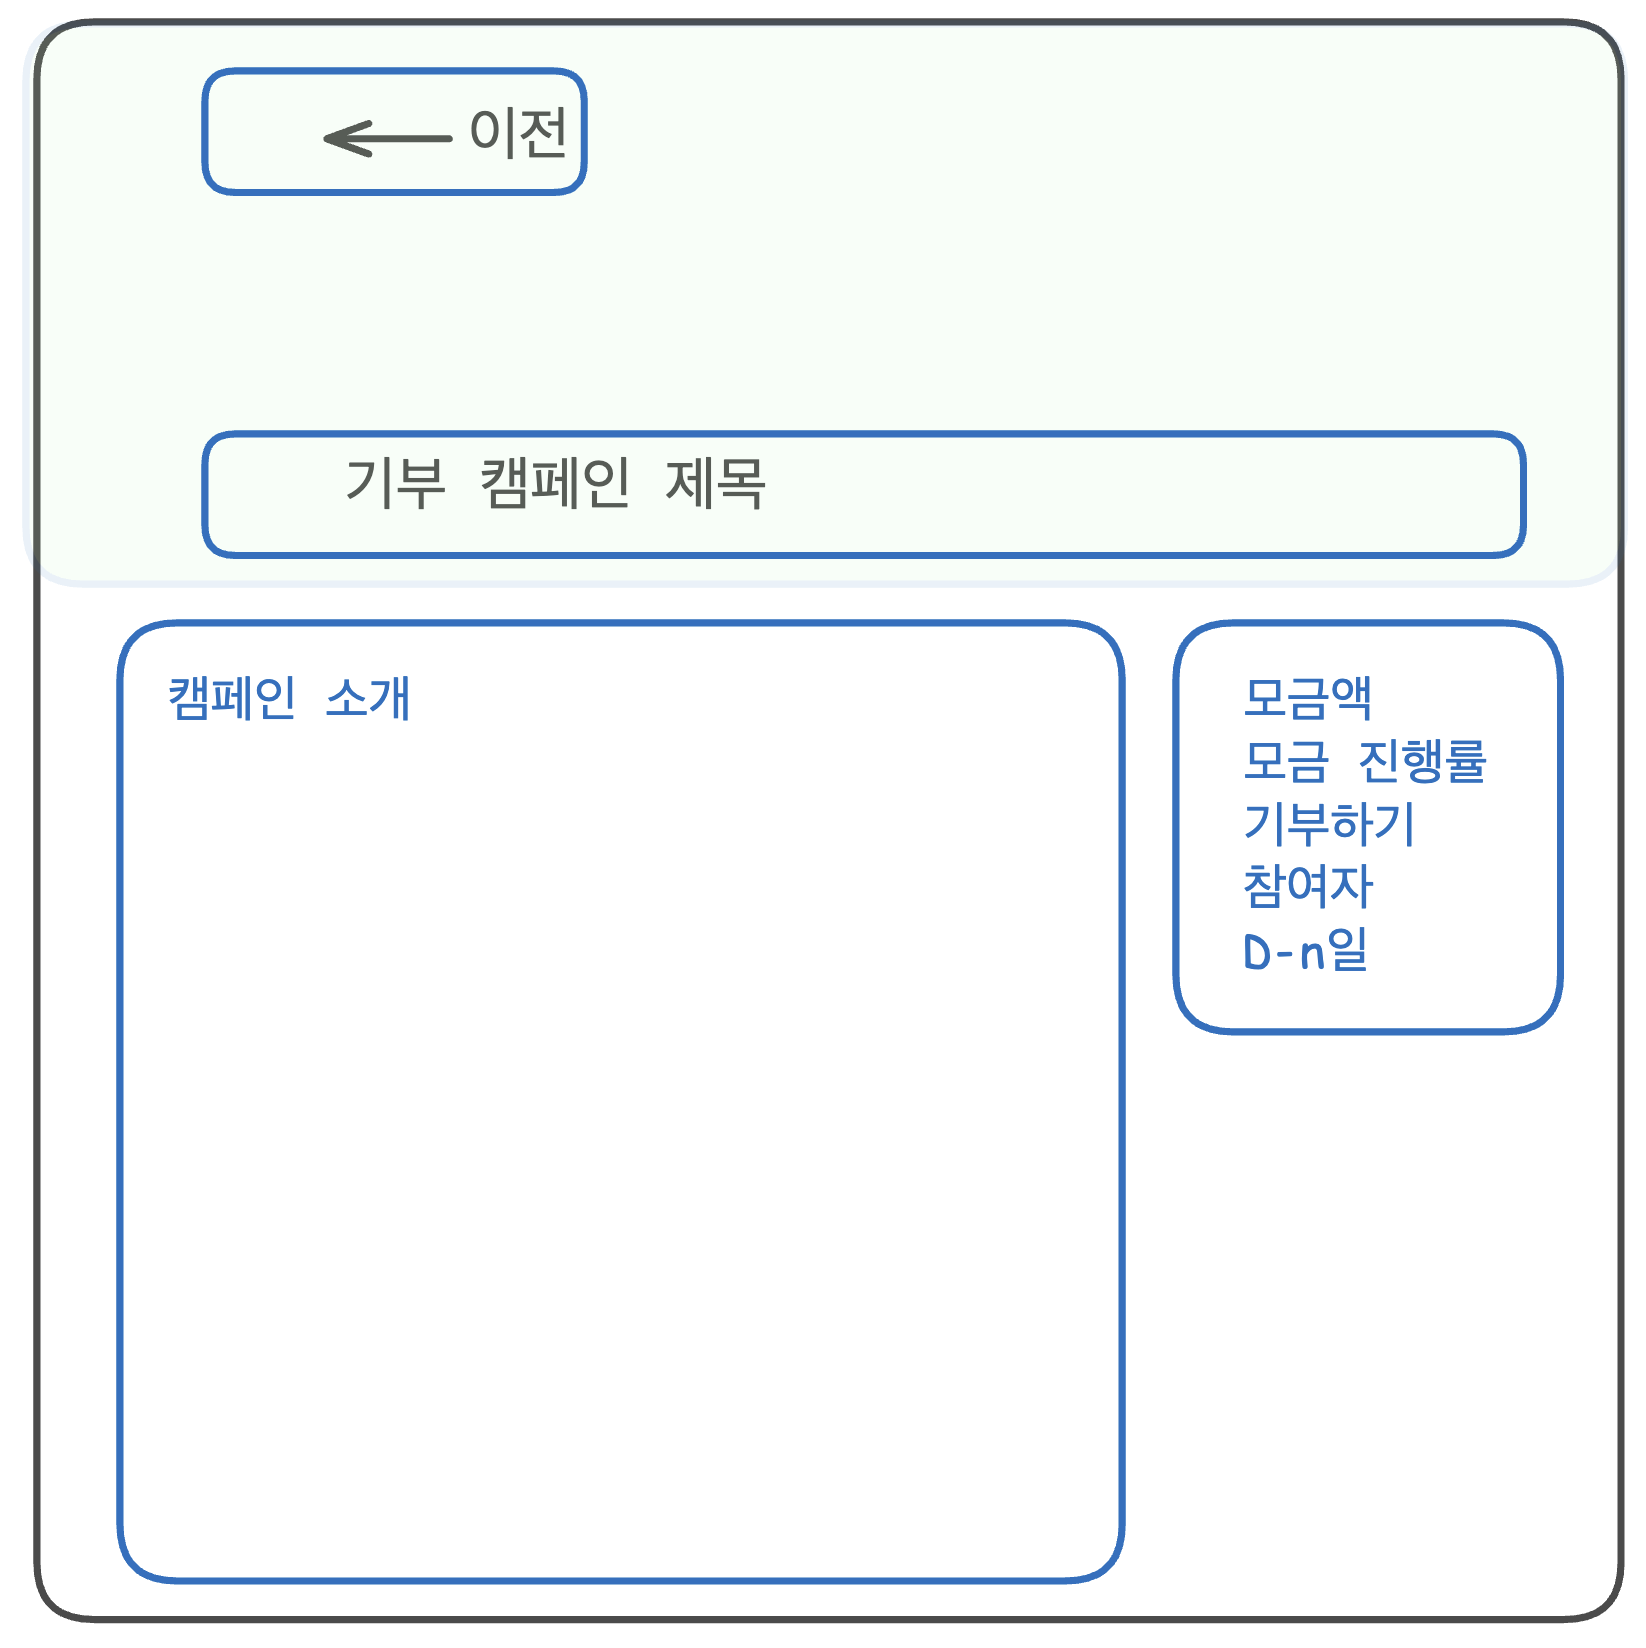 이전
기부 캠페인 제목
캠페인 소개
모금액
모금 진행률
기부하기
참여자
D-n일